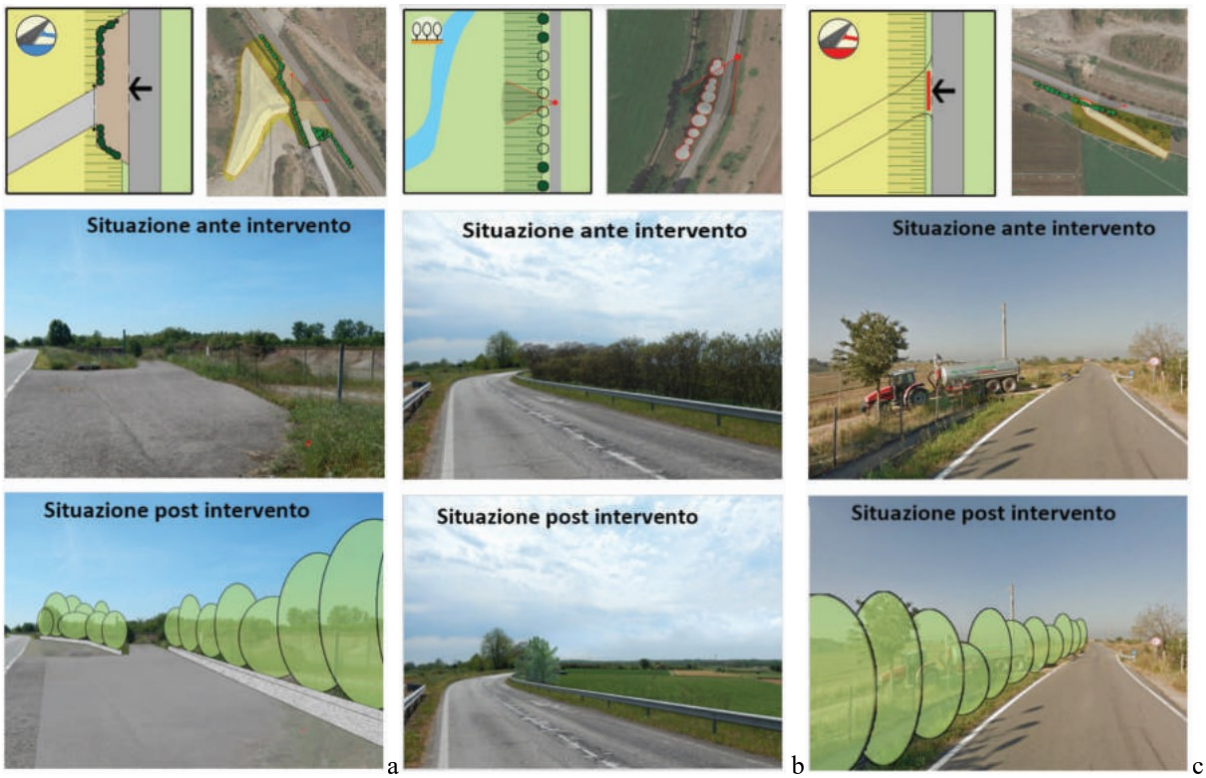 Situazione ante intervento
Situazione ante intervento
Situazione ante intervento
Situazione post intervento
Situazione post intervento
Situazione post intervento
a
b
c